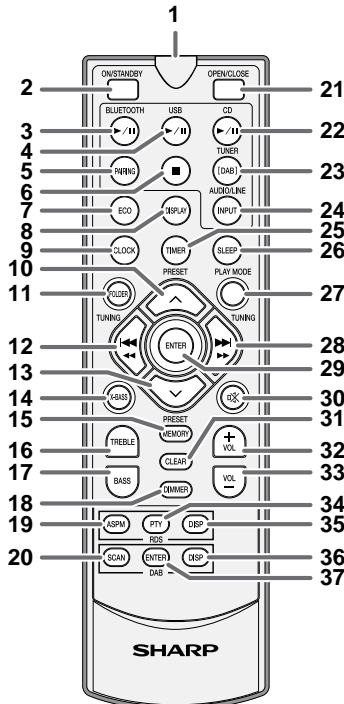 1
ON/STANDBY OPEN/CLOSE
2 21
BLUETOOTH USB CD
3 22
4
TUNER
5 PAIRING [DAB] 23
6
AUDIO/LINE
7 ECO DISPLAY INPUT 24
8 25
9 CLOCK TIMER SLEEP 26
10 PRESET PLAY MODE
11 FOLDER 27
TUNING TUNING
12 ENTER 28
13 29
14 X-BASS 30
PRESET
15 MEMORY 31
16 TREBLE + VOL 32
CLEAR
17 BASS VOL – 33
18 DIMMER 34
19 ASPM PTY DISP 35
RDS
20 SCAN ENTER DISP 36
DAB 37
SHARP